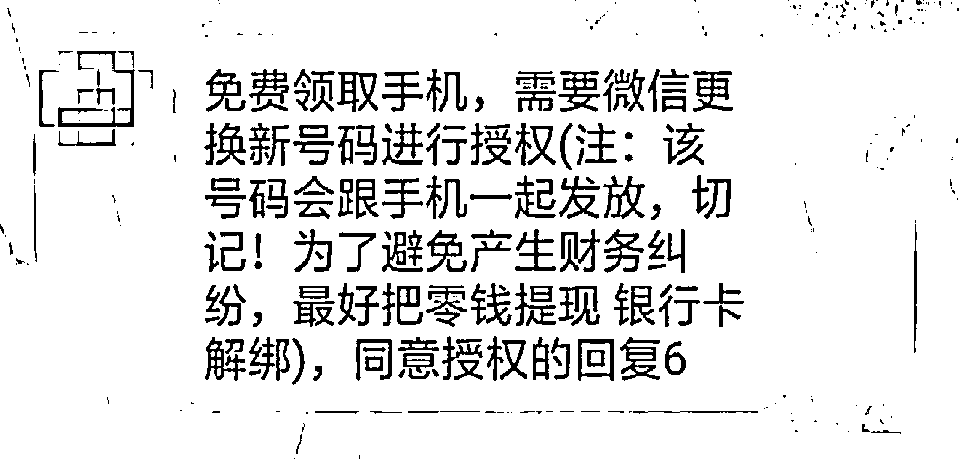 免费领取手机，需要微信更
换新号码进行授权(注：该
号码会跟手机一起发放，切
记！为了避免产生财务纠
纷，最好把零钱提现 银行卡
解绑)，同意授权的回复6